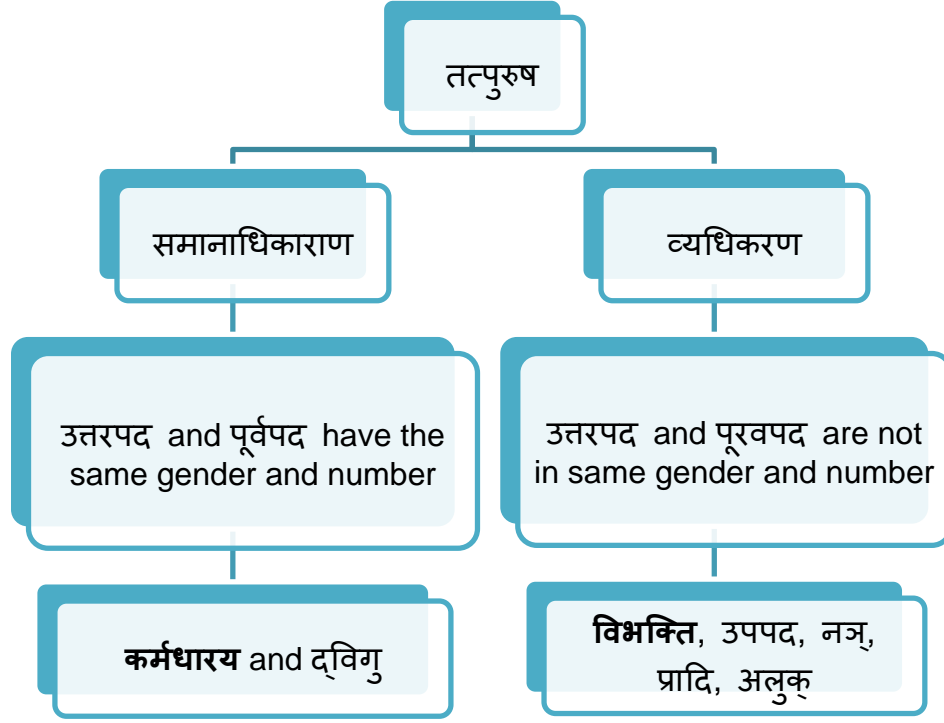 तत्पुरुष
समानाधिकाराण
व्यधिकरण
उत्तरपद and पूर्वपद have the
same gender and number
उत्तरपद and पूरवपद are not
in same gender and number
कर्मधारय and द्विगु
विभक्ति, उपपद, नञ्,
प्रादि, अलुक्